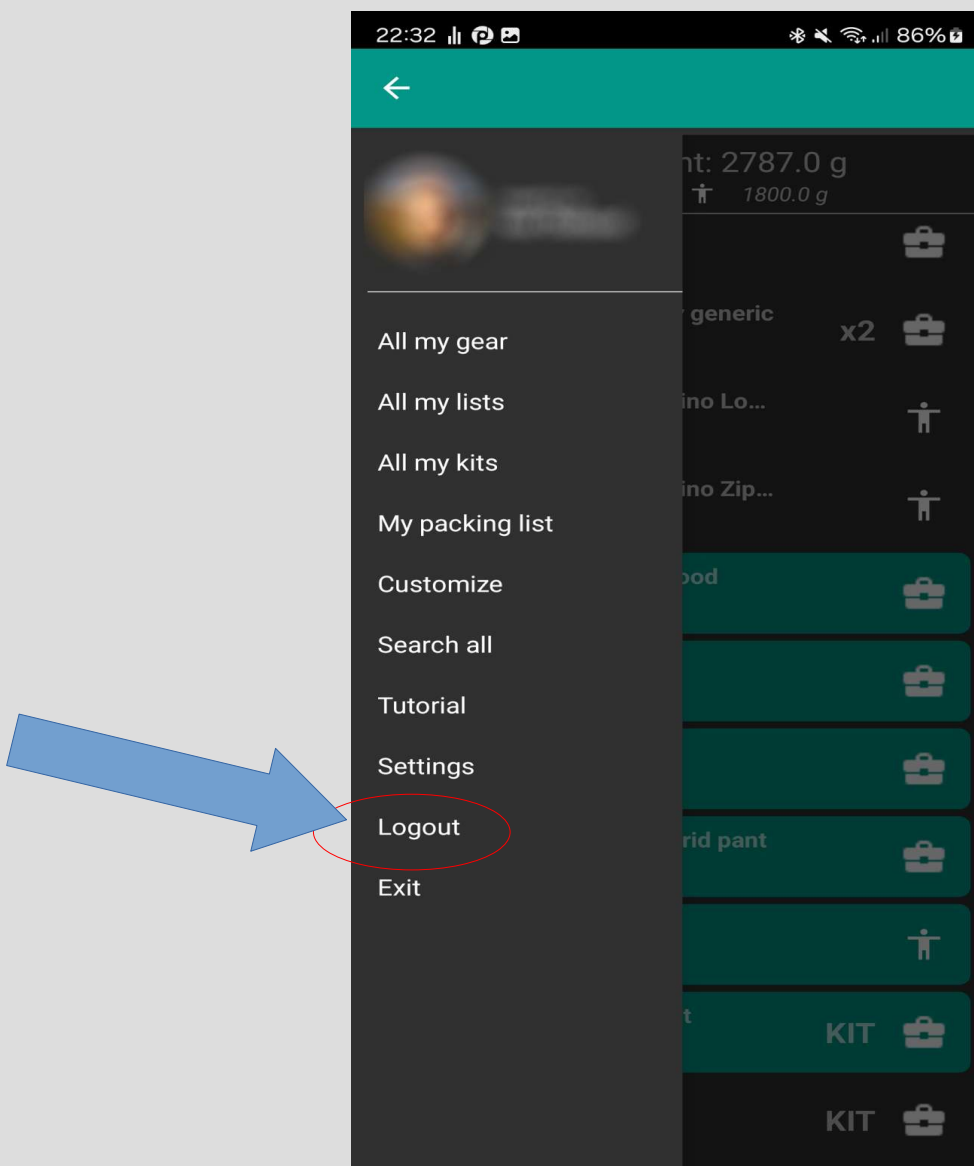 22:32
86%
nt: 2787.0 g
1800.0 g
generic
x2
ino Lo...
ino Zip...
ood
rid pant
t
KIT
KIT
All my gear
All my lists
All my kits
My packing list
Customize
Search all
Tutorial
Settings
Logout
Exit